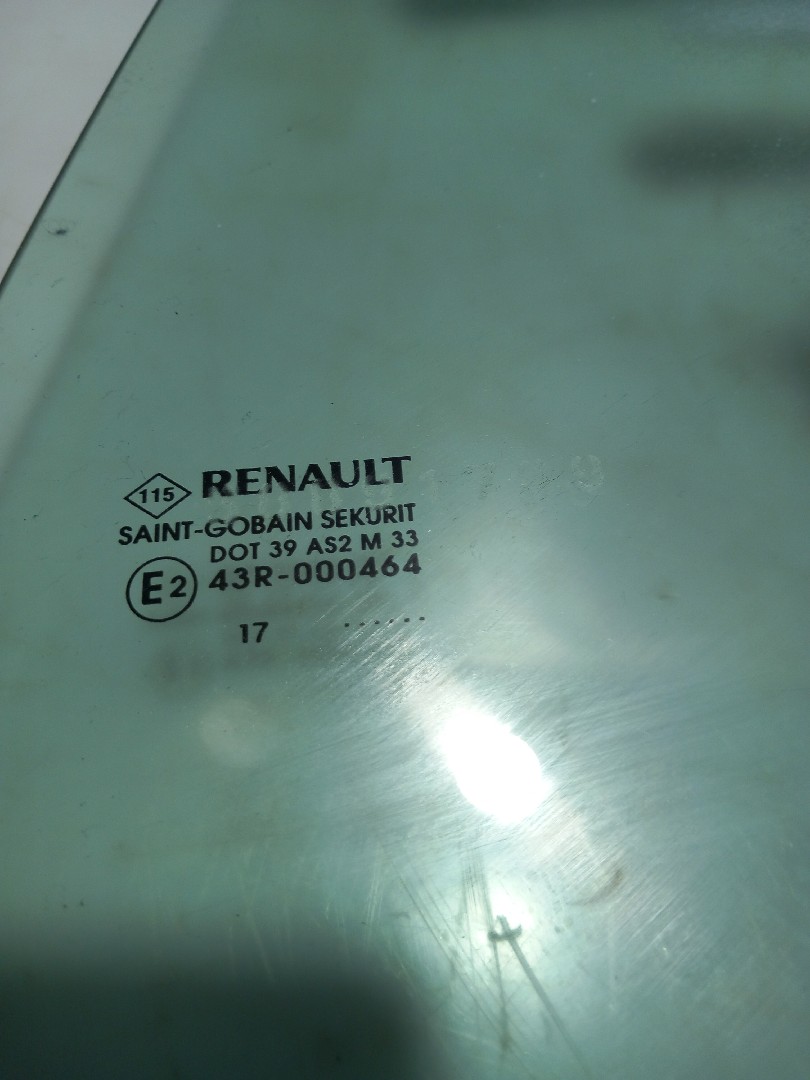 115 RENAULT
SAINT-GOBAIN SEKURIT
DOT 39 AS2 M 33
E2 43R-000464
17 ......